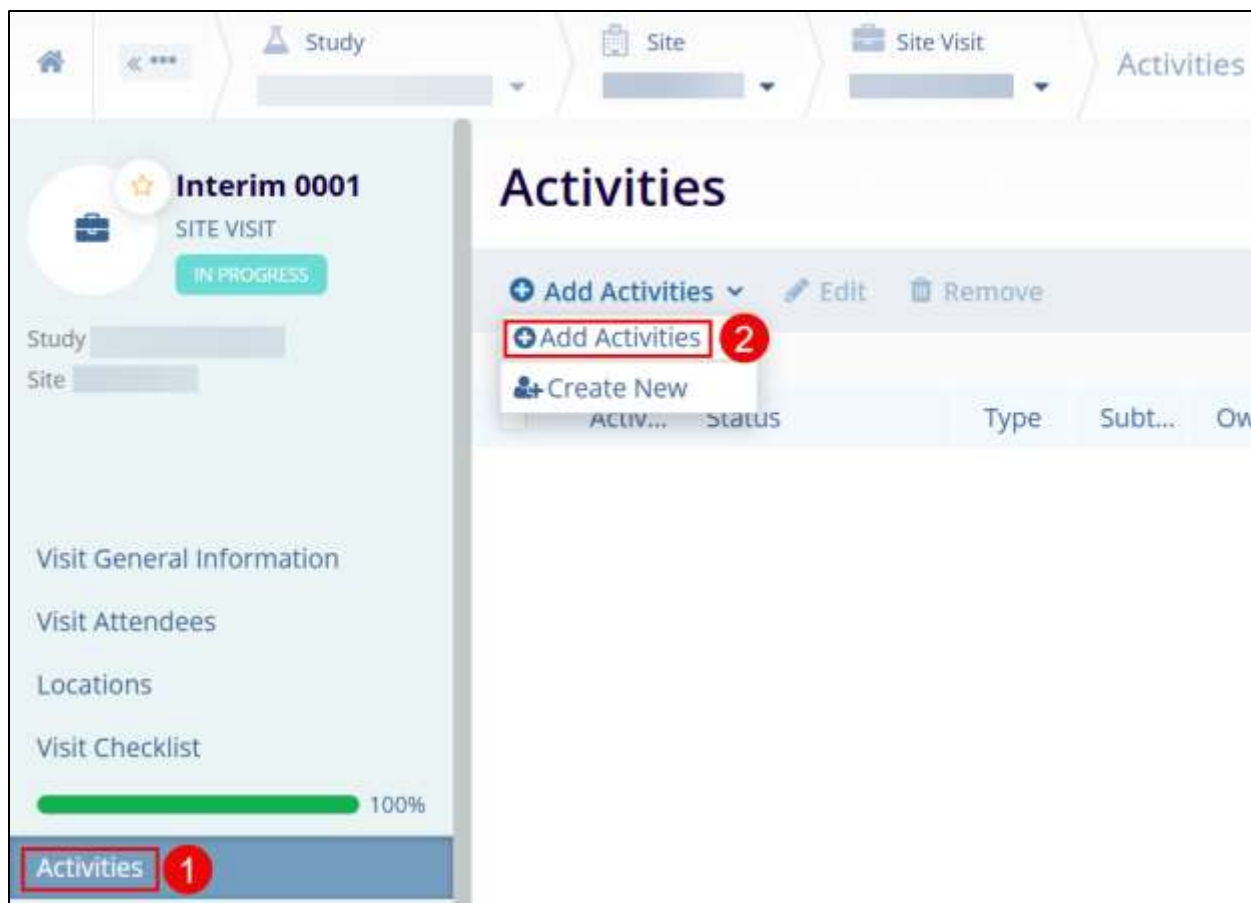 Study
Site
Site Visit
Activities
Interim 0001
SITE VISIT
IN PROGRESS
Study
Site
Visit General Information
Visit Attendees
Locations
Visit Checklist
100%
Activities 1
Activities
Add Activities Edit Remove
Add Activities 2
Create New
Activ... Status Type Subt... Ow